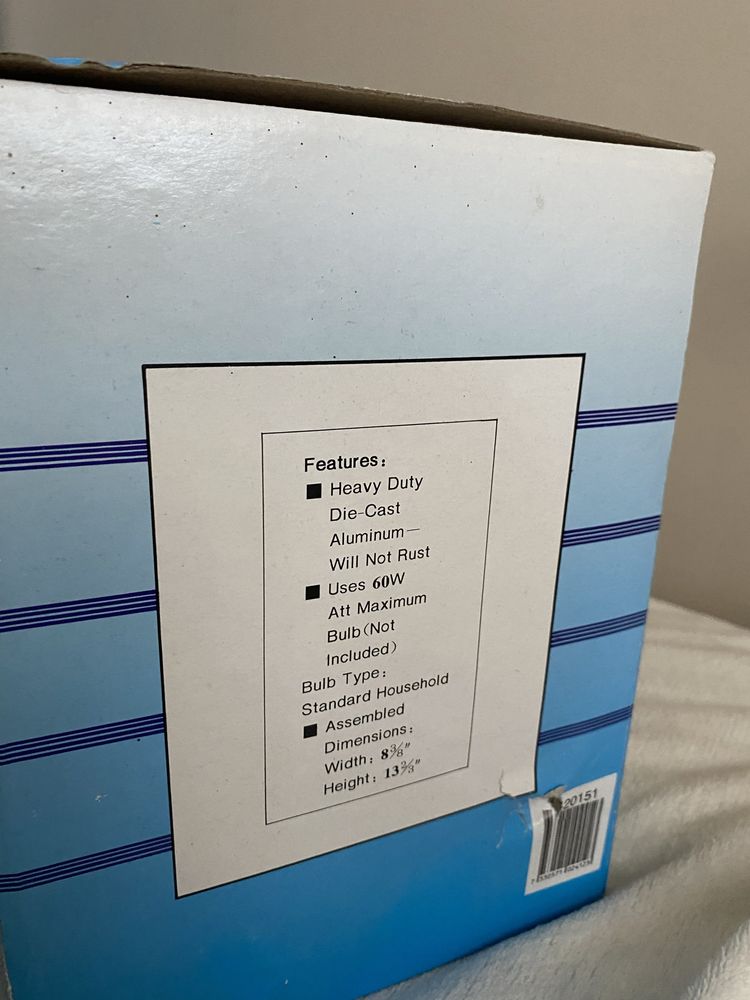 Features:
■ Heavy Duty
Die-Cast
Aluminum—
Will Not Rust
■ Uses 60W
Att Maximum
Bulb (Not
Included)
Bulb Type:
Standard Household
■ Assembled
Dimensions:
Width: 8⅜"
Height: 13⅔"
20151